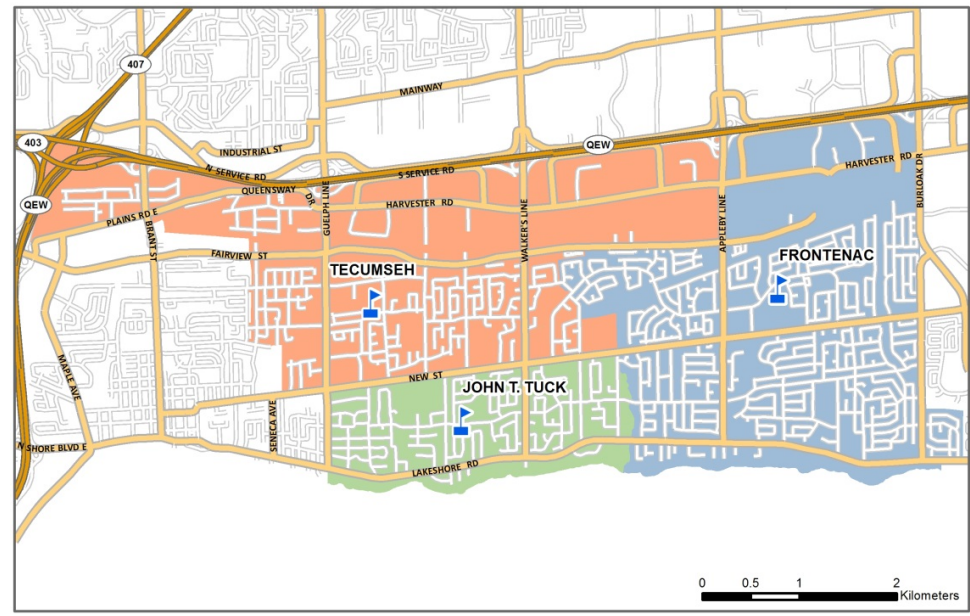 407
MAINWAY
403
INDUSTRIAL ST
QEW
N SERVICE RD
S SERVICE RD
HARVESTER RD
QUEENSWAY DR
QEW
HARVESTER RD
BURLOAK DR
PLAINS RD E
GUELPH LINE
BRANT ST
WALKER'S LINE
APPLEBY LINE
FAIRVIEW ST
FRONTENAC
TECUMSEH
MAPLE AVE
NEW ST
JOHN T. TUCK
SENECA AVE
N SHORE BLVD E
LAKESHORE RD
0 0.5 1 2
Kilometers